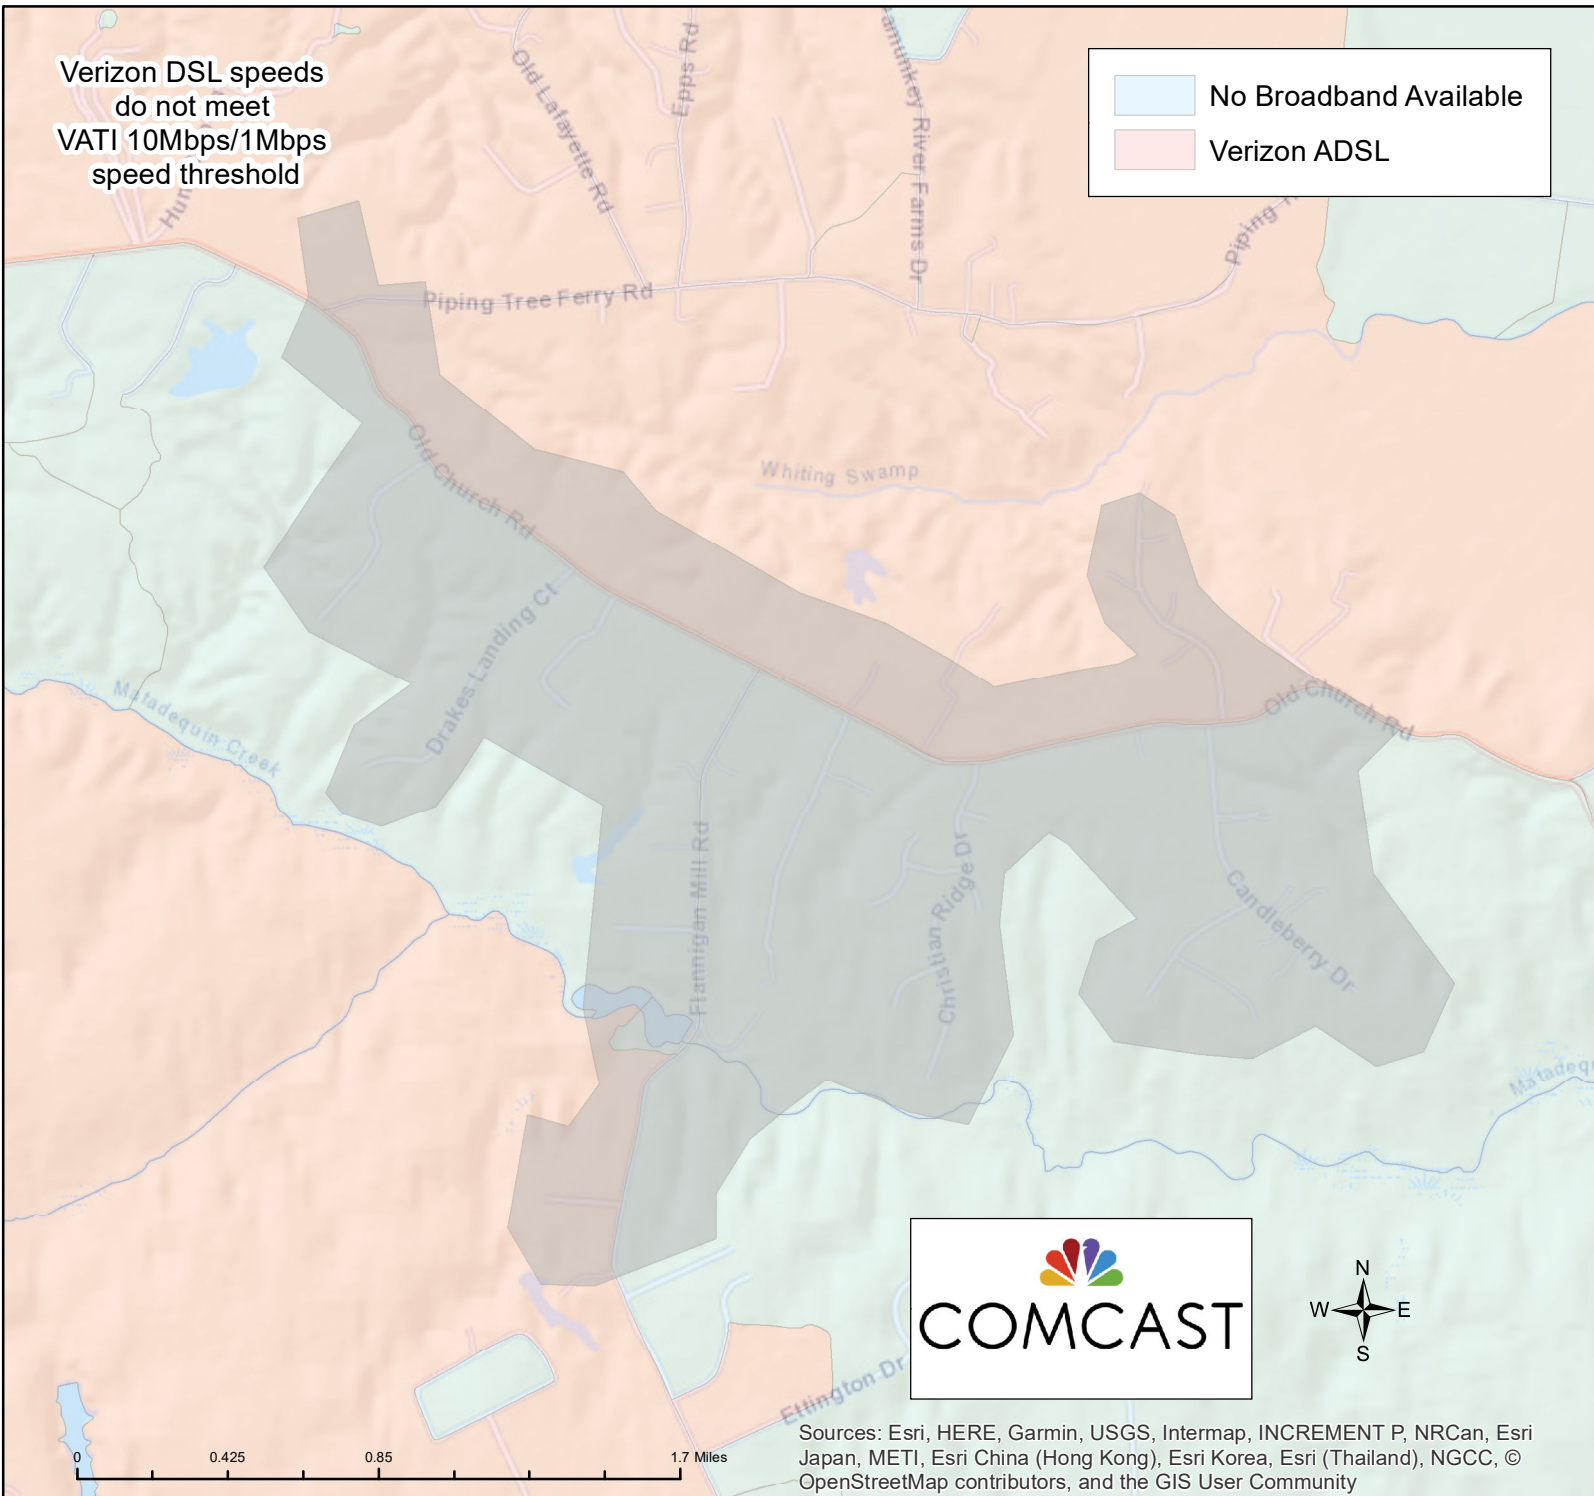 Verizon DSL speeds
do not meet
VATI 10Mbps/1Mbps
speed threshold
No Broadband Available
Verizon ADSL
Old Lafayette Rd
Epps Rd
amunkey River Farms Dr
Piping
Piping Tree Ferry Rd
Old Church Rd
Whiting Swamp
Drakes Landing Ct
Matadequin Creek
Old Church Rd
Flannigan Mill Rd
Christian Ridge Dr
Candleberry Dr
Matadequ
Ettington Dr
COMCAST
N
W E
S
0 0.425 0.85 1.7 Miles
Sources: Esri, HERE, Garmin, USGS, Intermap, INCREMENT P, NRCan, Esri
Japan, METI, Esri China (Hong Kong), Esri Korea, Esri (Thailand), NGCC, ©
OpenStreetMap contributors, and the GIS User Community